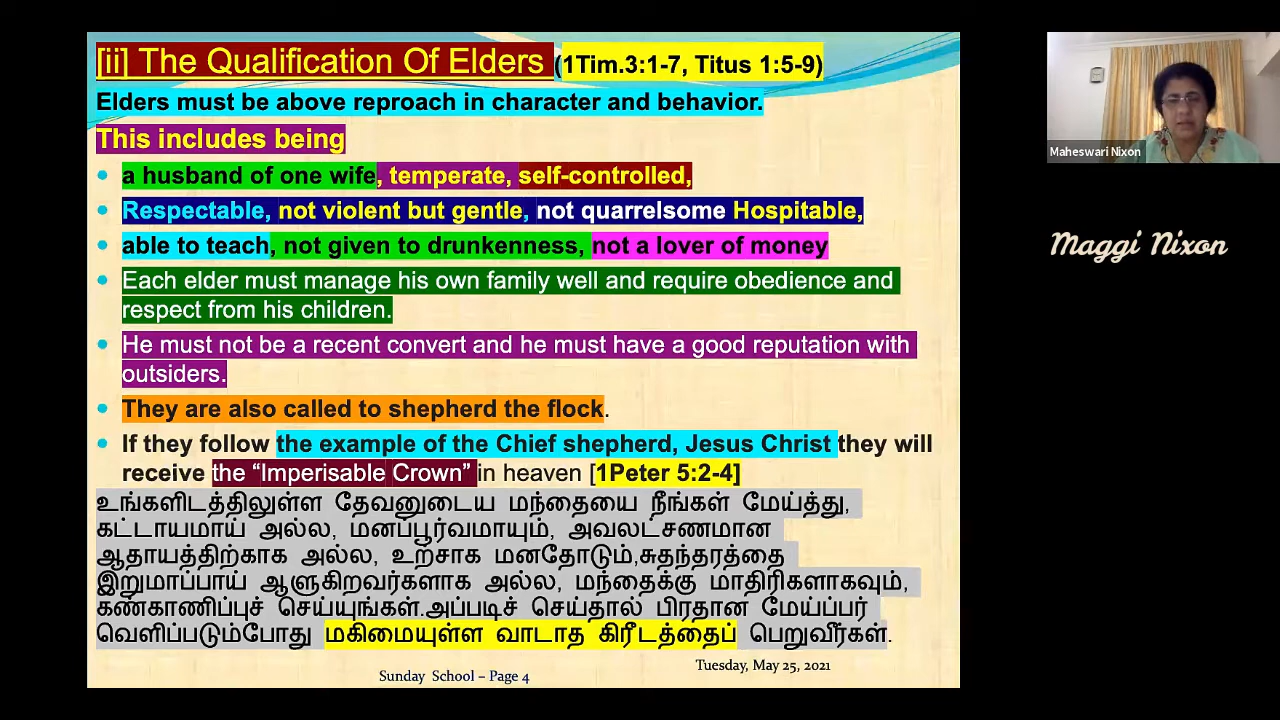 [ii] The Qualification Of Elders (1Tim.3:1-7, Titus 1:5-9)
Elders must be above reproach in character and behavior.
This includes being
• a husband of one wife, temperate, self-controlled,
• Respectable, not violent but gentle, not quarrelsome Hospitable,
• able to teach, not given to drunkenness, not a lover of money
• Each elder must manage his own family well and require obedience and
respect from his children.
• He must not be a recent convert and he must have a good reputation with
outsiders.
• They are also called to shepherd the flock.
• If they follow the example of the Chief shepherd, Jesus Christ they will
receive the “Imperisable Crown” in heaven [1Peter 5:2-4]
உங்களிடத்திலுள்ள தேவனுடைய மந்தையை நீங்கள் மேய்த்து,
கட்டாயமாய் அல்ல, மனப்பூர்வமாயும், அவலட்சணமான
ஆதாயத்திற்காக அல்ல, உற்சாக மனதோடும்,சுதந்தரத்தை
இறுமாப்பாய் ஆளுகிறவர்களாக அல்ல, மந்தைக்கு மாதிரிகளாகவும்,
கண்காணிப்புச் செய்யுங்கள்.அப்படிச் செய்தால் பிரதான மேய்ப்பர்
வெளிப்படும்போது மகிமையுள்ள வாடாத கிரீடத்தைப் பெறுவீர்கள்.
Sunday School – Page 4
Tuesday, May 25, 2021
Maheswari Nixon
Maggi Nixon